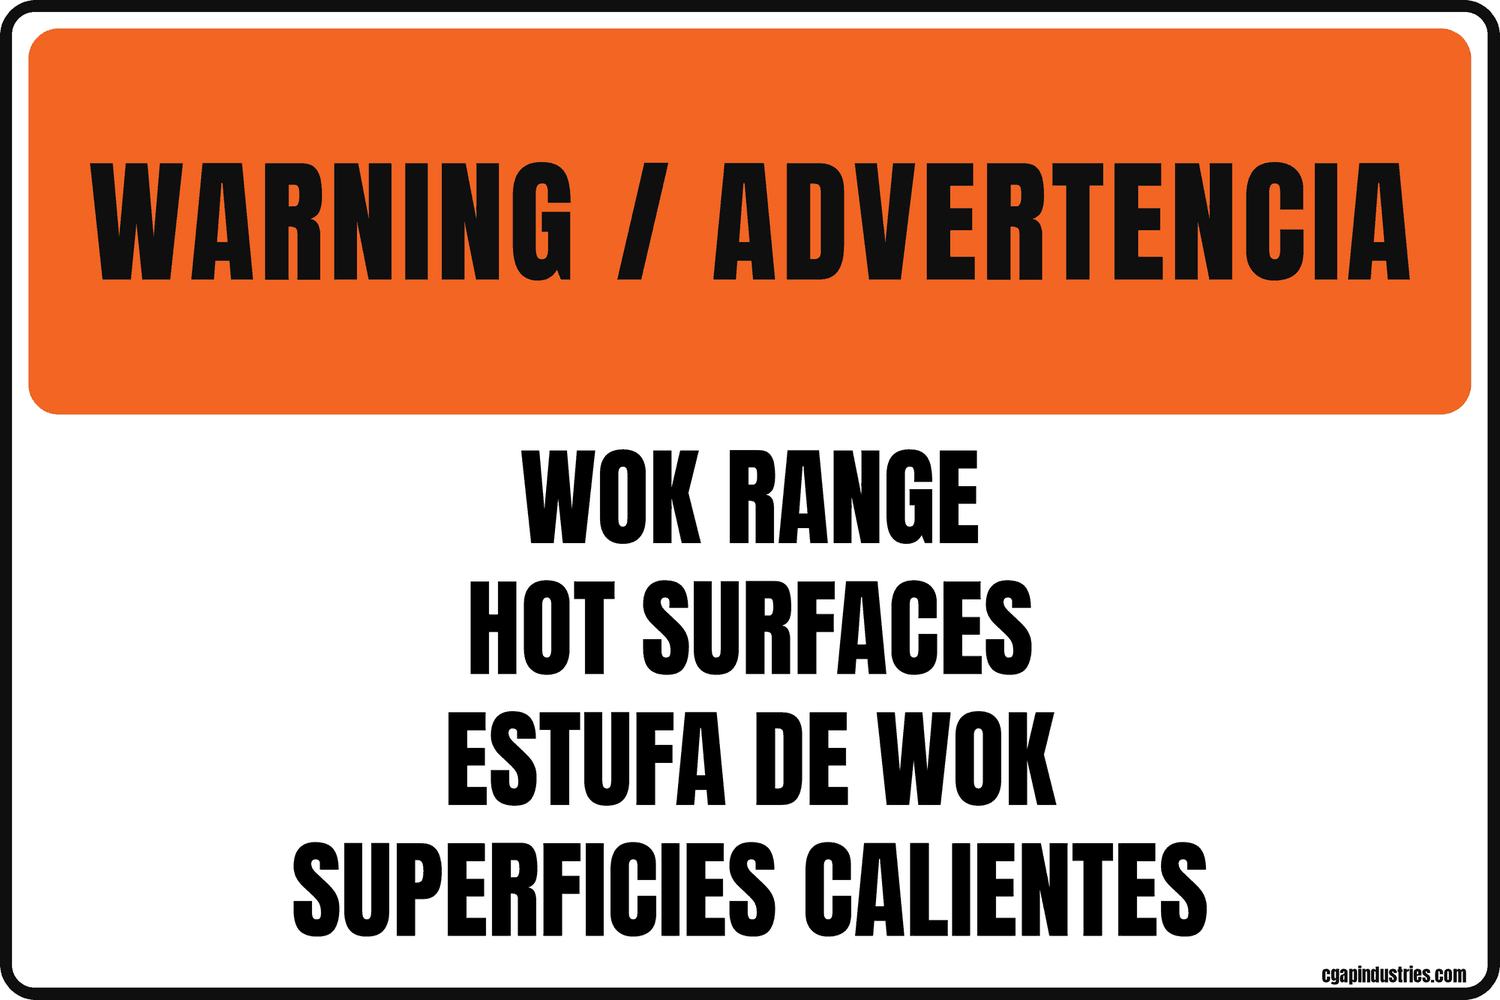 WARNING / ADVERTENCIA
WOK RANGE
HOT SURFACES
ESTUFA DE WOK
SUPERFICIES CALIENTES
cgapindustries.com